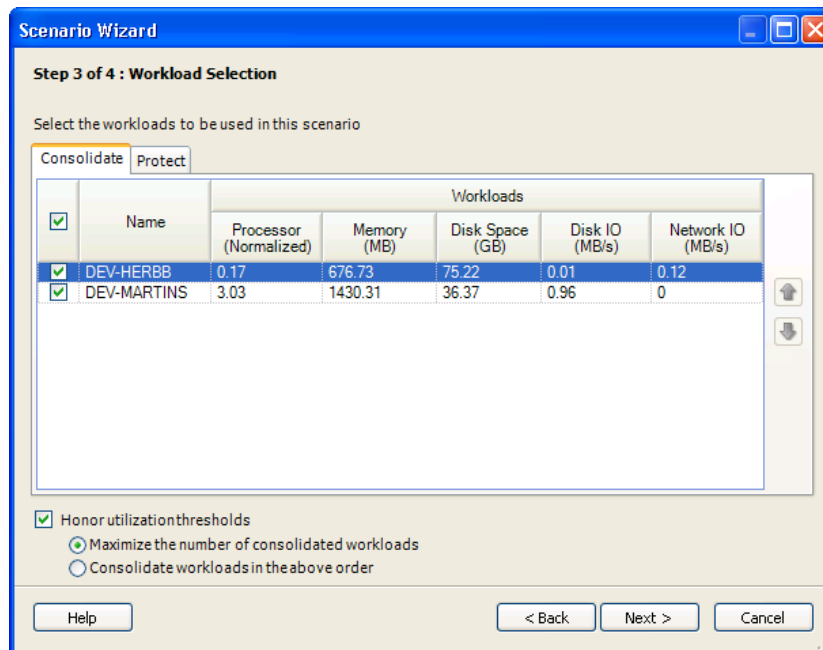 Scenario Wizard
Step 3 of 4 : Workload Selection
Select the workloads to be used in this scenario
Consolidate Protect
Workloads
Name
Processor (Normalized) Memory (MB) Disk Space (GB) Disk IO (MB/s) Network IO (MB/s)
DEV-HERBB 0.17 676.73 75.22 0.01 0.12
DEV-MARTINS 3.03 1430.31 36.37 0.96 0
Honor utilization thresholds
Maximize the number of consolidated workloads
Consolidate workloads in the above order
Help < Back Next > Cancel